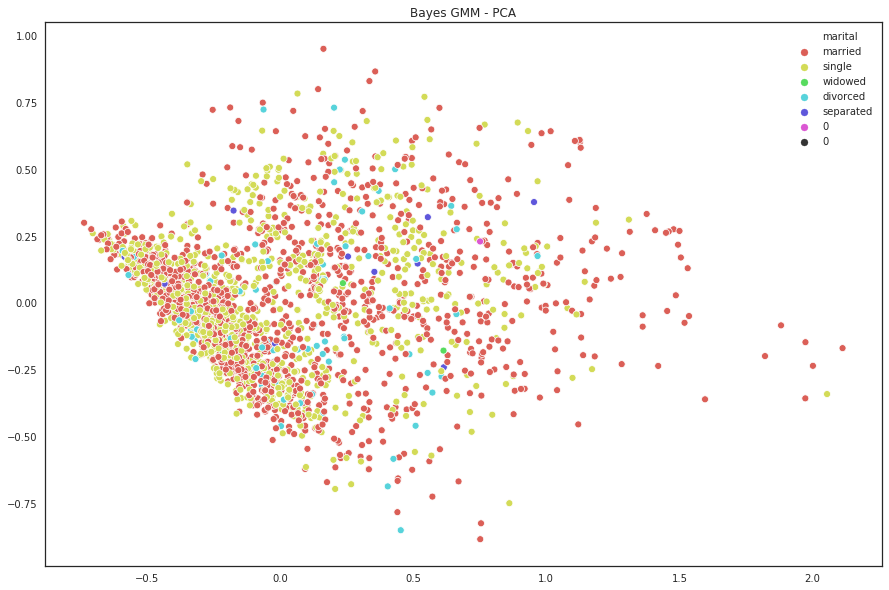 Bayes GMM - PCA
marital
married
single
widowed
divorced
separated
0
0
1.00
0.75
0.50
0.25
0.00
−0.25
−0.50
−0.75
−0.5
0.0
0.5
1.0
1.5
2.0